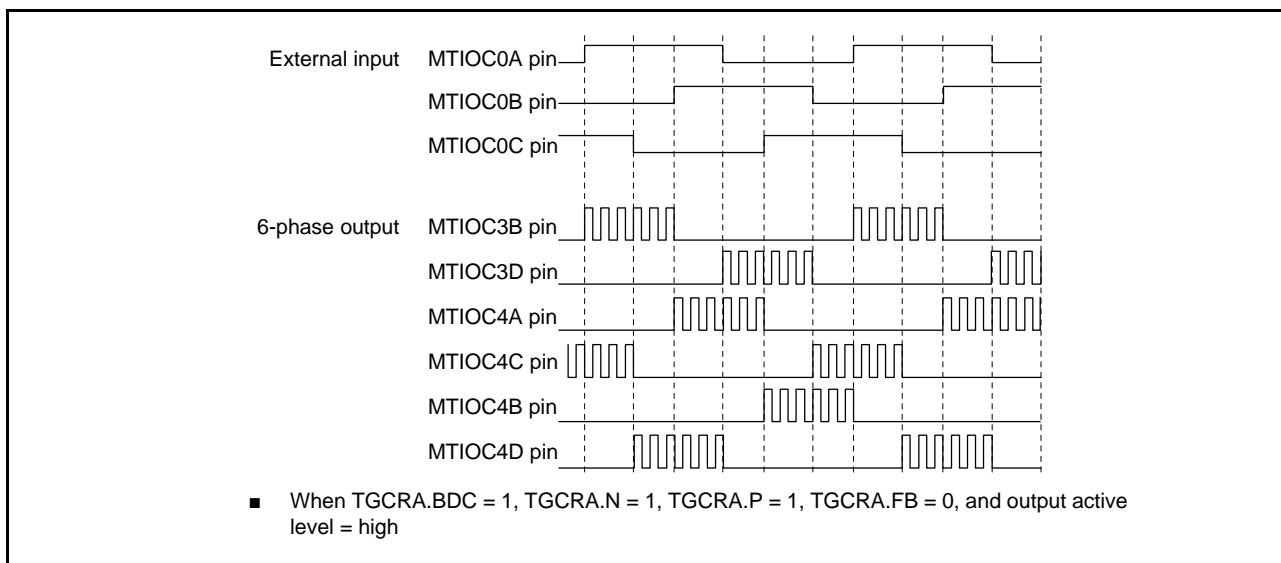 External input MTIOC0A pin
MTIOC0B pin
MTIOC0C pin
6-phase output MTIOC3B pin
MTIOC3D pin
MTIOC4A pin
MTIOC4C pin
MTIOC4B pin
MTIOC4D pin
■ When TGCRA.BDC = 1, TGCRA.N = 1, TGCRA.P = 1, TGCRA.FB = 0, and output active
level = high